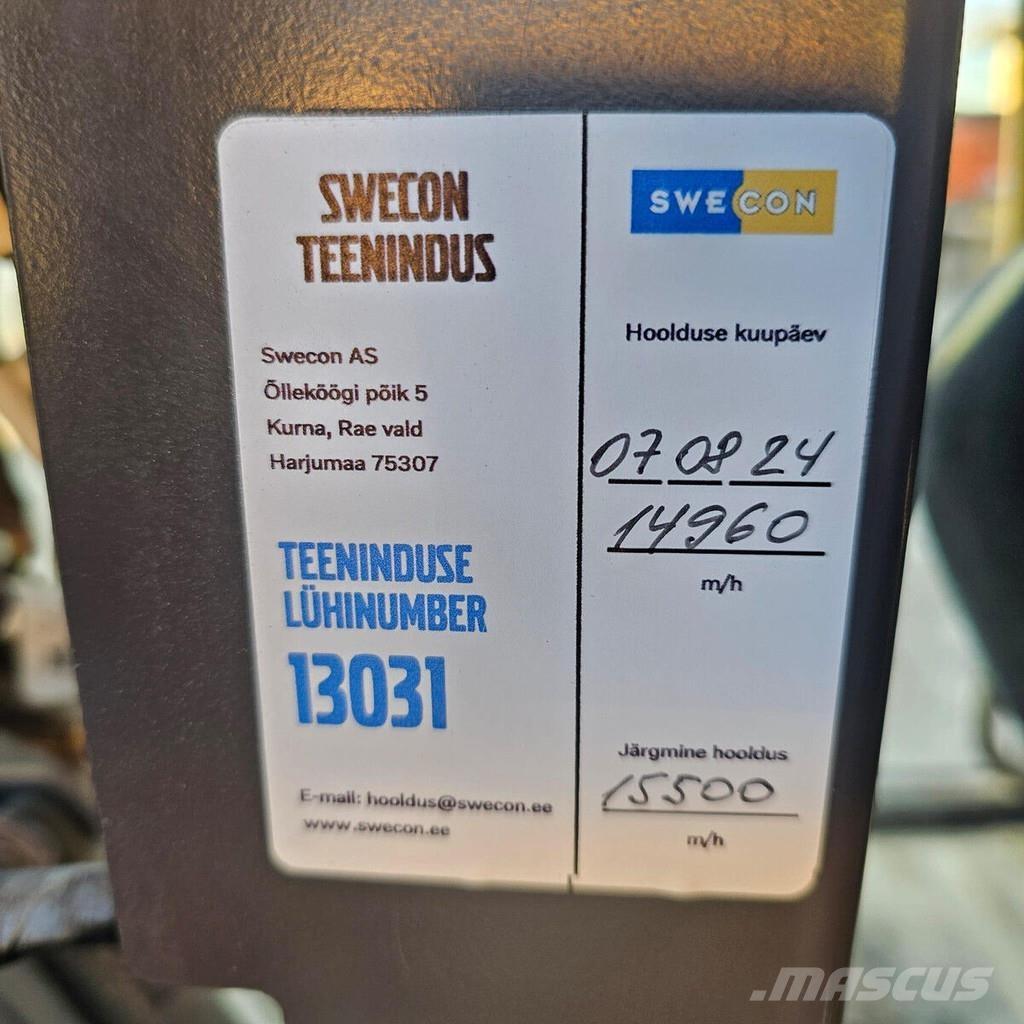 SWECON
TEENINDUS
Swecon AS
Õlleköögi põik 5
Kurna, Rae vald
Harjumaa 75307
TEENINDUSE
LÜHINUMBER
13031
E-mail: hooldus@swecon.ee
www.swecon.ee
SWECON
Hoolduse kuupäev
07 08 24
14960
m/h
Järgmine hooldus
15500
m/h
.MASCUS